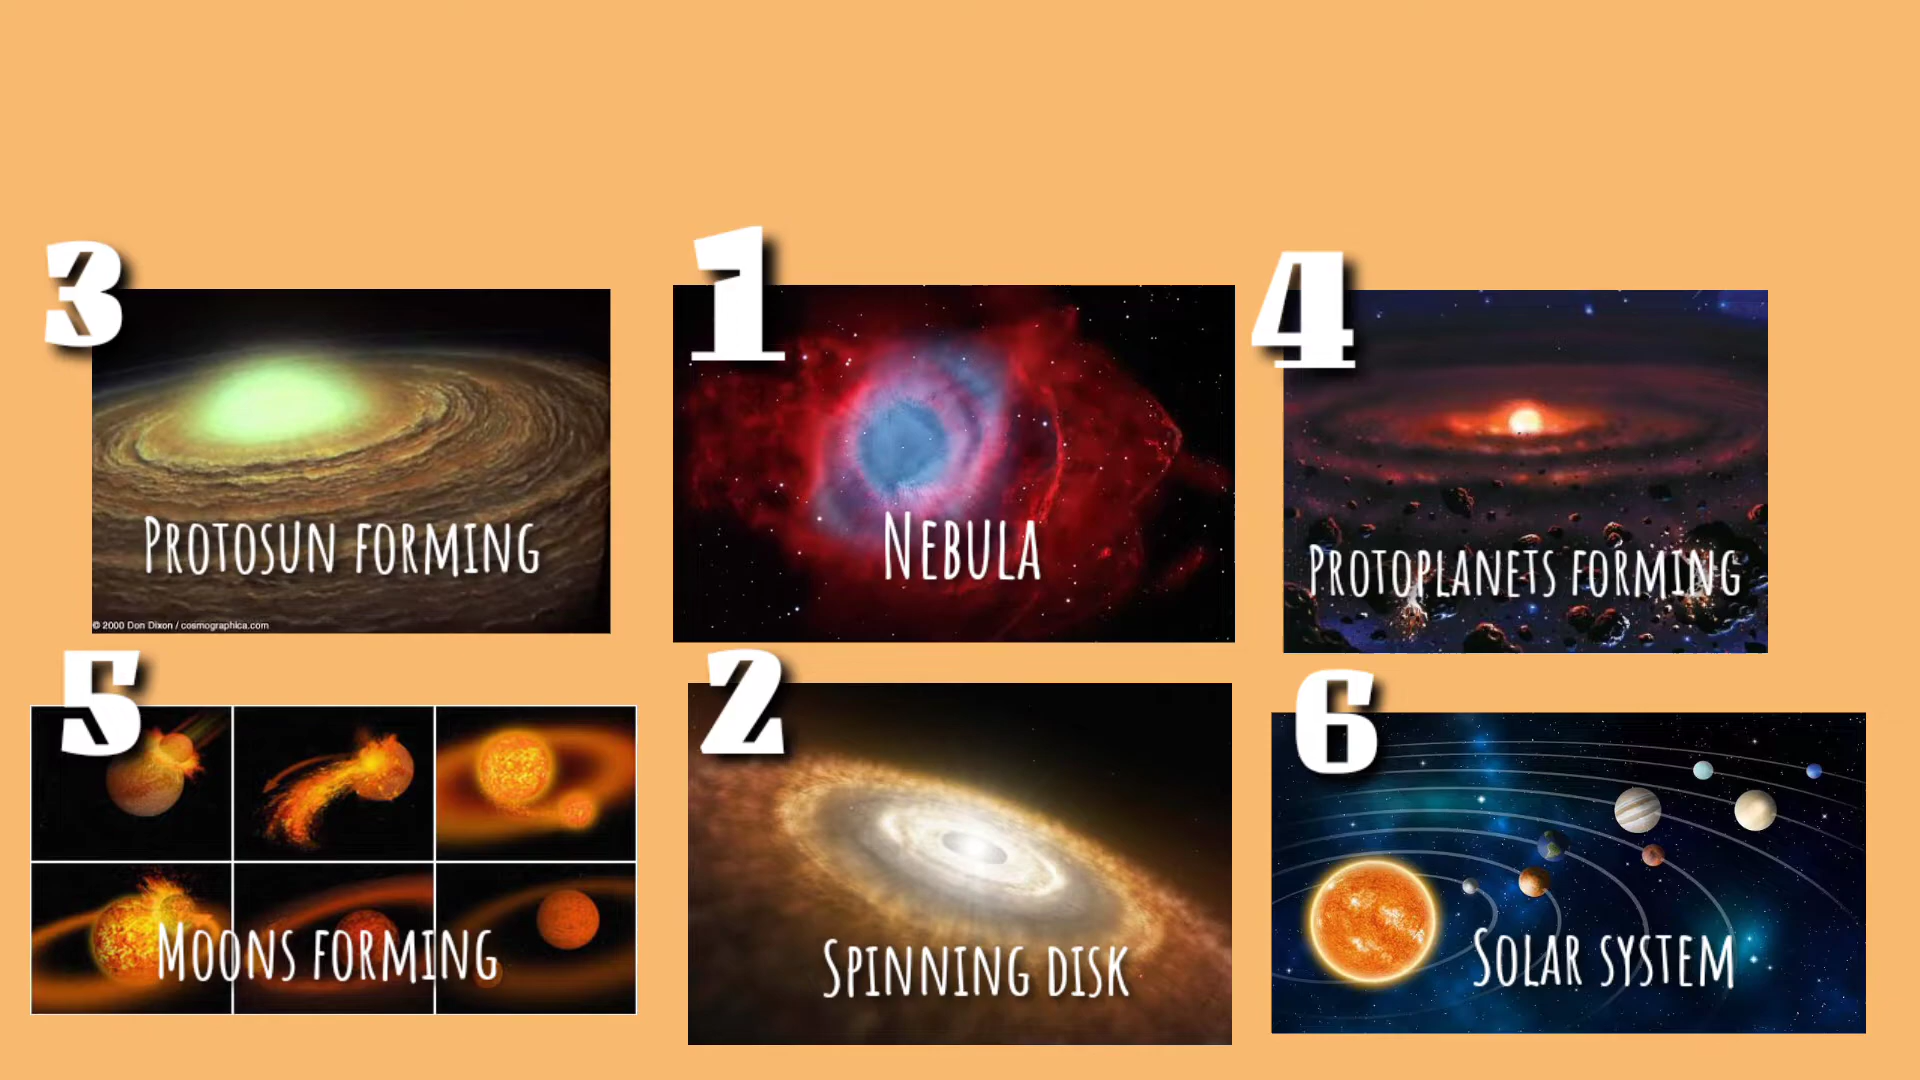 3
Protosun forming
© 2000 Don Dixon / cosmographica.com
1
Nebula
4
Protoplanets forming
5
Moons forming
2
Spinning disk
6
Solar system